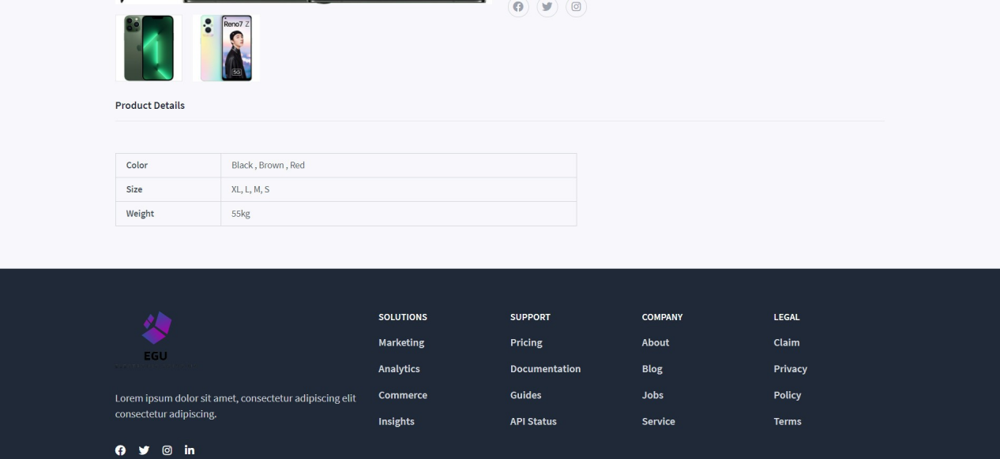 Reno7 Z
5G
Product Details
Color Black , Brown , Red
Size XL, L, M, S
Weight 55kg
EGU
Lorem ipsum dolor sit amet, consectetur adipiscing elit
consectetur adipiscing.
SOLUTIONS
Marketing
Analytics
Commerce
Insights
SUPPORT
Pricing
Documentation
Guides
API Status
COMPANY
About
Blog
Jobs
Service
LEGAL
Claim
Privacy
Policy
Terms